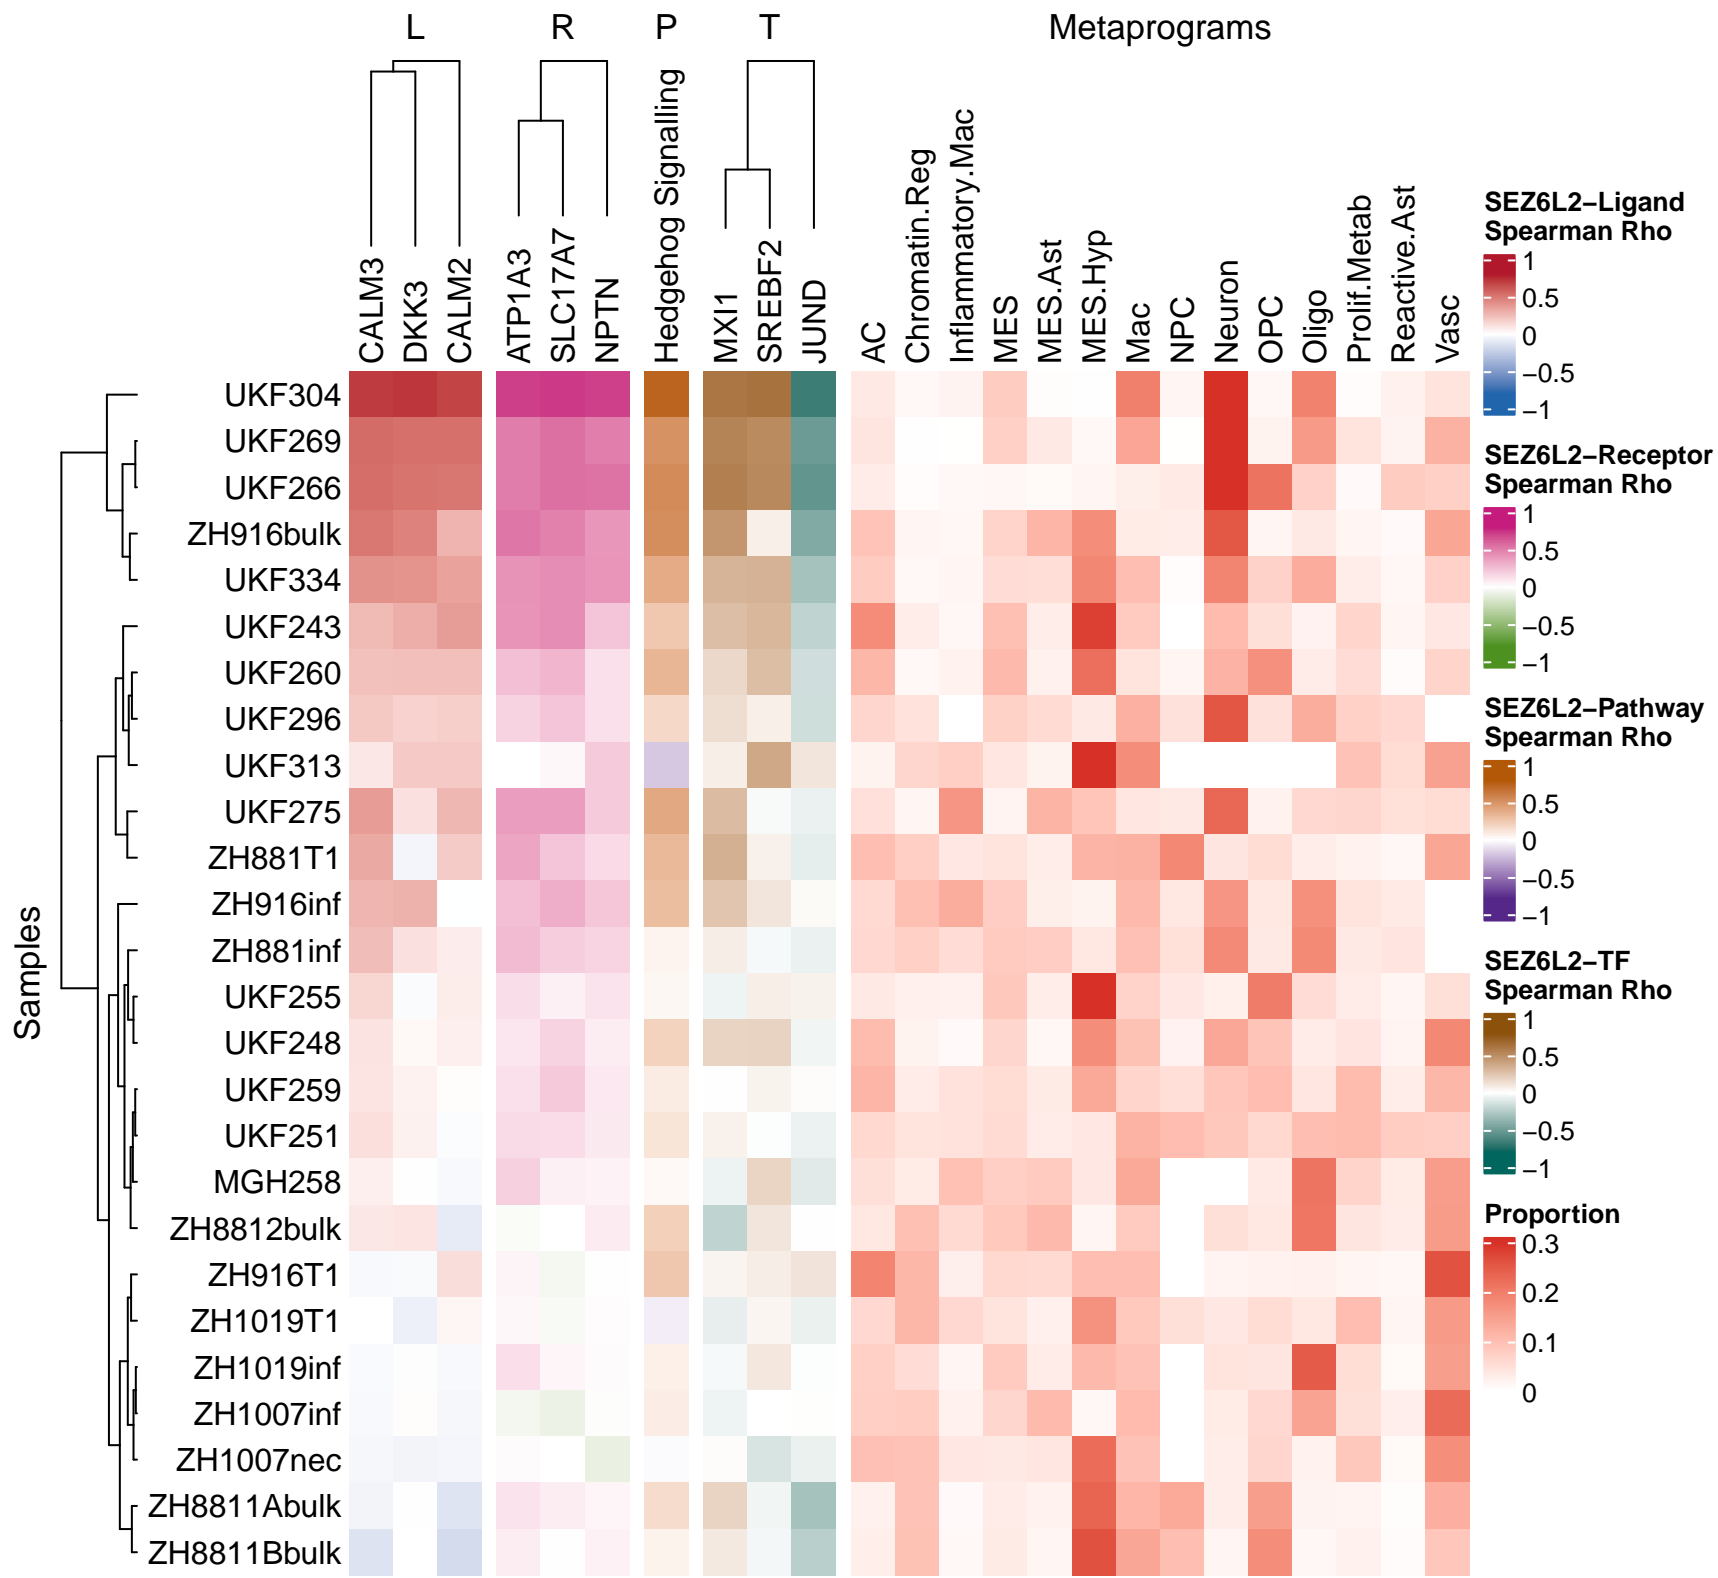 L R P T Metaprograms
CALM3
DKK3
CALM2
ATP1A3
SLC17A7
NPTN
Hedgehog Signalling
MXI1
SREBF2
JUND
AC
Chromatin.Reg
Inflammatory.Mac
MES
MES.Ast
MES.Hyp
Mac
NPC
Neuron
OPC
Oligo
Prolif.Metab
Reactive.Ast
Vasc
Samples
UKF304
UKF269
UKF266
ZH916bulk
UKF334
UKF243
UKF260
UKF296
UKF313
UKF275
ZH881T1
ZH916inf
ZH881inf
UKF255
UKF248
UKF259
UKF251
MGH258
ZH8812bulk
ZH916T1
ZH1019T1
ZH1019inf
ZH1007inf
ZH1007nec
ZH8811Abulk
ZH8811Bbulk
SEZ6L2−Ligand
Spearman Rho
1
0.5
0
−0.5
−1
SEZ6L2−Receptor
Spearman Rho
1
0.5
0
−0.5
−1
SEZ6L2−Pathway
Spearman Rho
1
0.5
0
−0.5
−1
SEZ6L2−TF
Spearman Rho
1
0.5
0
−0.5
−1
Proportion
0.3
0.2
0.1
0